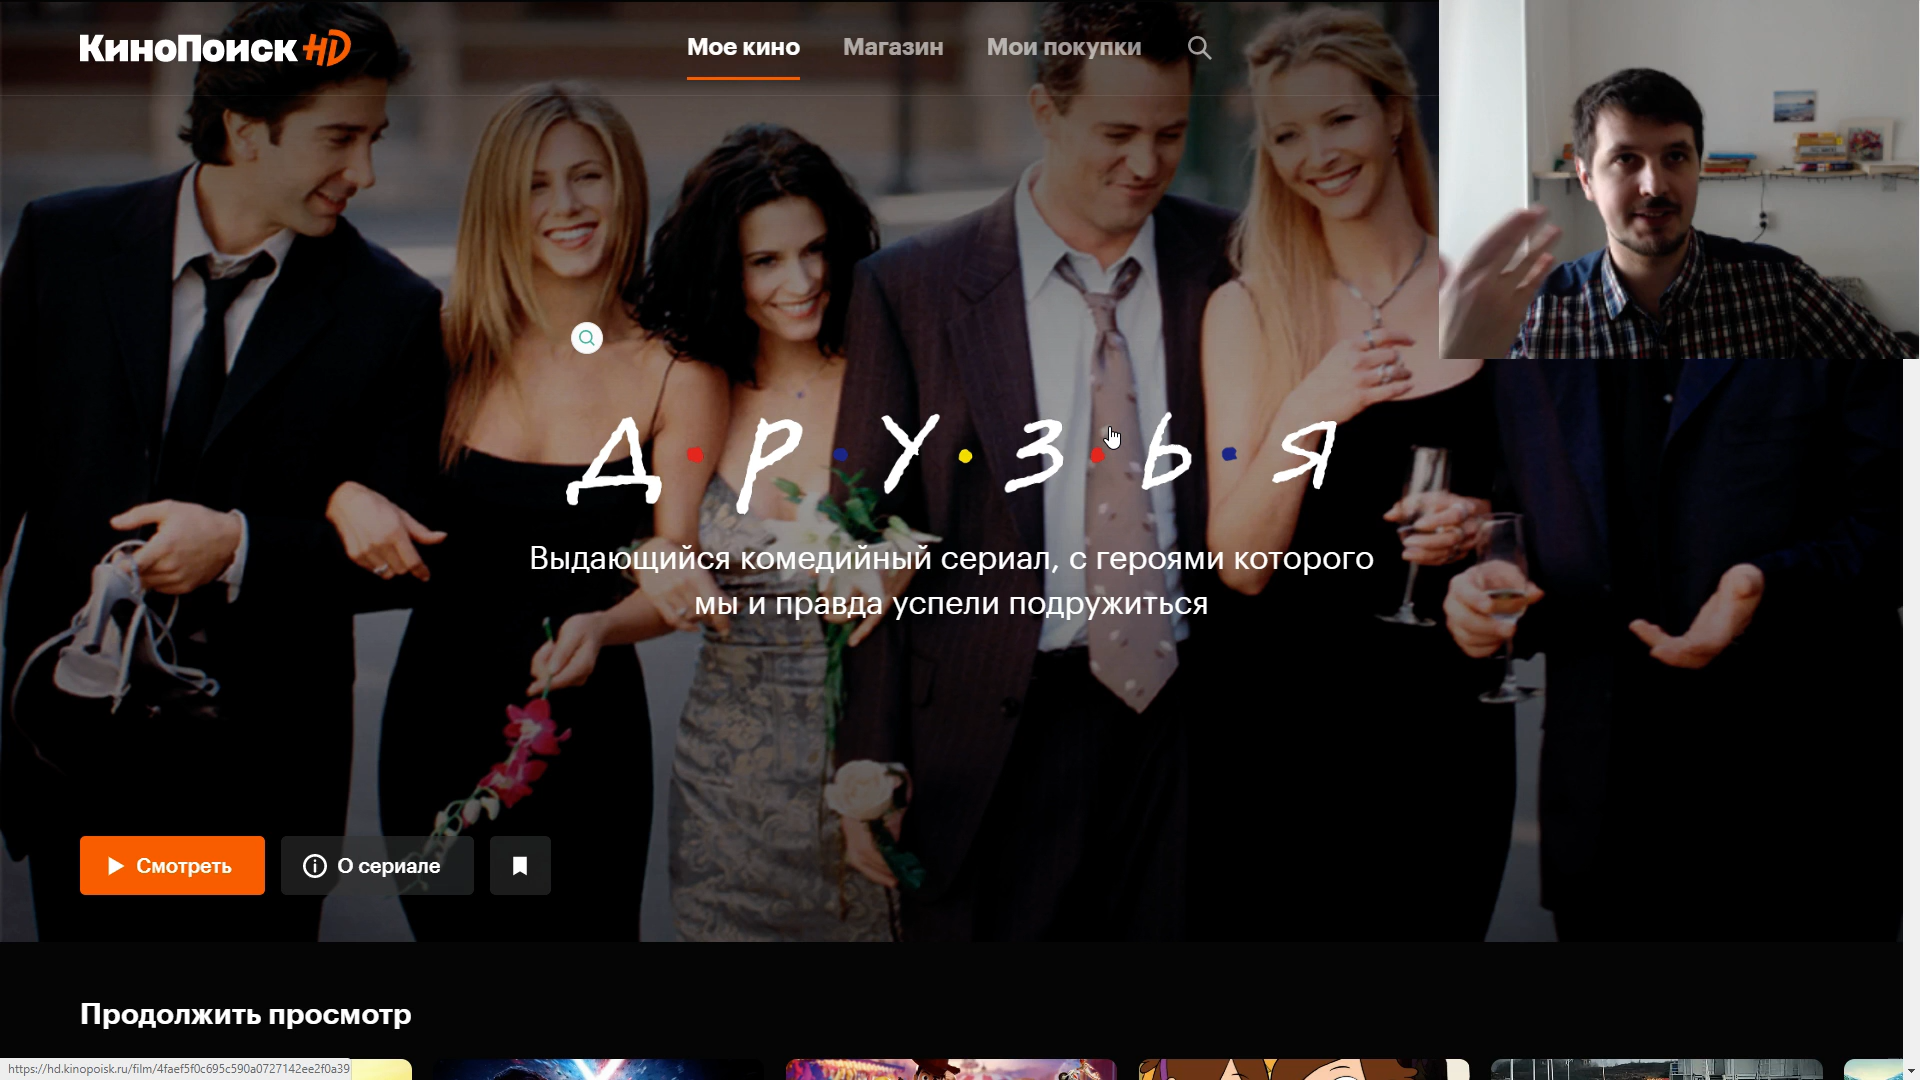 КиноПоиск HD
Мое кино
Магазин
Мои покупки
Д•Р•У•З•Ь•Я
Выдающийся комедийный сериал, с героями которого
мы и правда успели подружиться
Смотреть
О сериале
Продолжить просмотр
https://hd.kinopoisk.ru/film/4faef5f0c695c590a0727142ee2f0a39